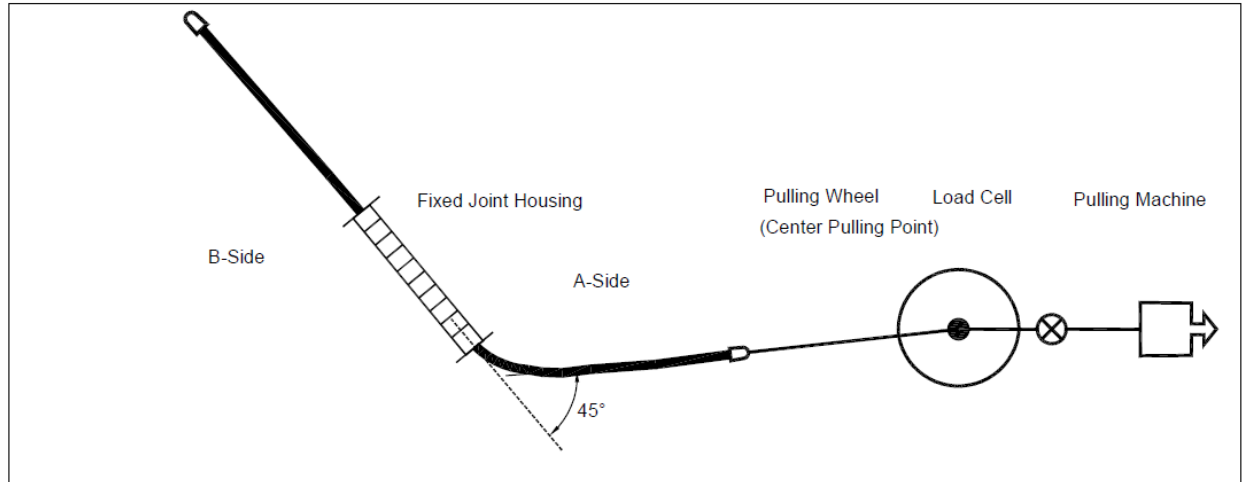 Fixed Joint Housing
Pulling Wheel
(Center Pulling Point)
Load Cell
Pulling Machine
B-Side
A-Side
45°